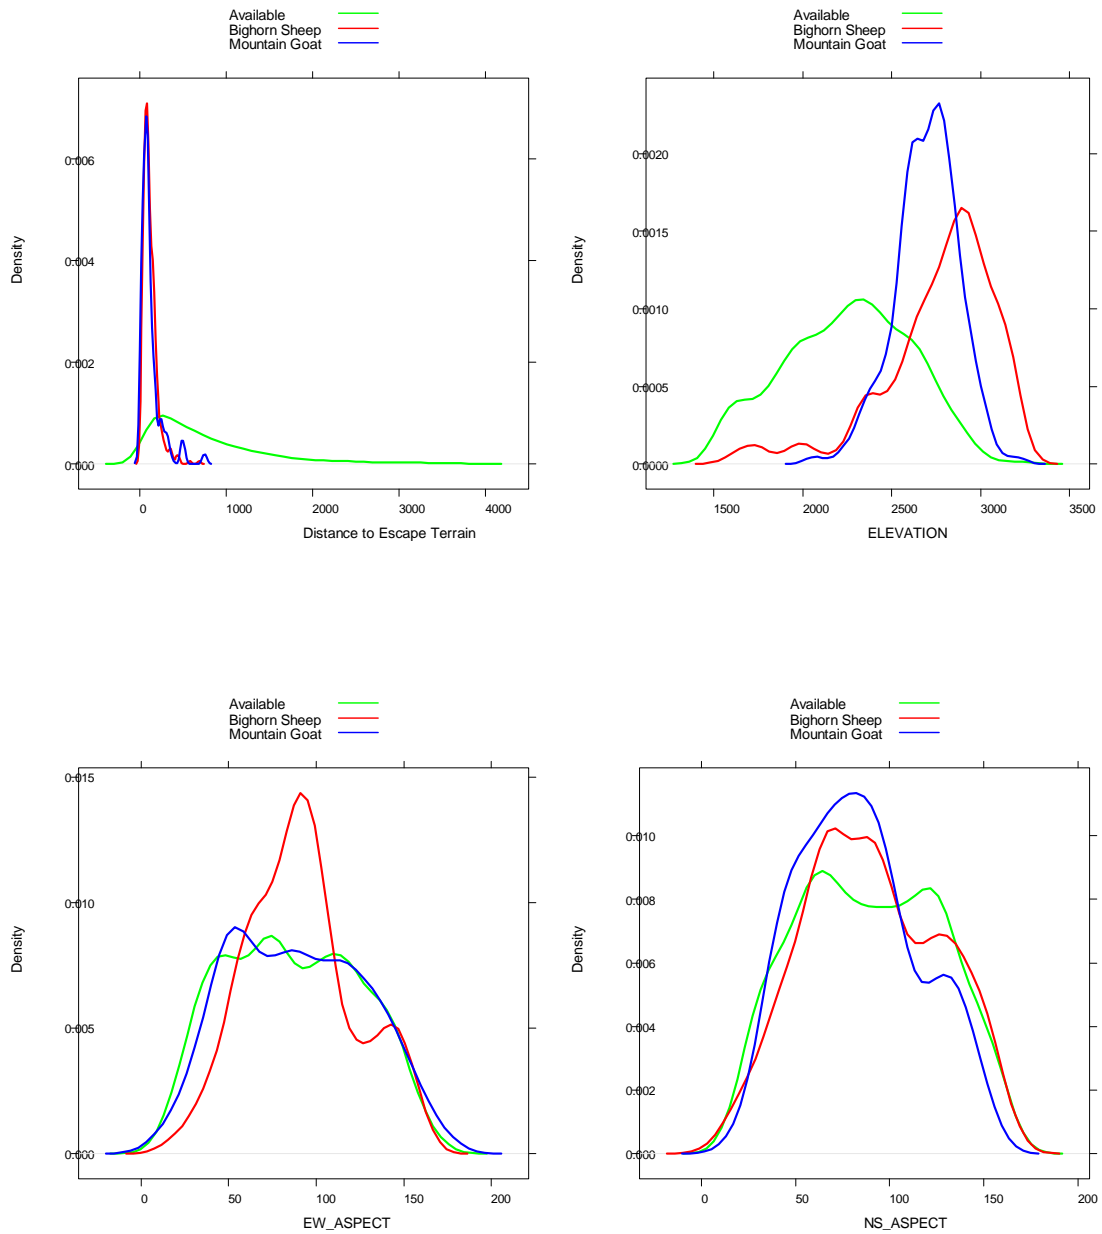 Available
Bighorn Sheep
Mountain Goat
Density
0.006
0.004
0.002
0.000
0 1000 2000 3000 4000
Distance to Escape Terrain
Available
Bighorn Sheep
Mountain Goat
Density
0.0020
0.0015
0.0010
0.0005
0.0000
1500 2000 2500 3000 3500
ELEVATION
Available
Bighorn Sheep
Mountain Goat
Density
0.015
0.010
0.005
0.000
0 50 100 150 200
EW_ASPECT
Available
Bighorn Sheep
Mountain Goat
Density
0.010
0.008
0.006
0.004
0.002
0.000
0 50 100 150 200
NS_ASPECT